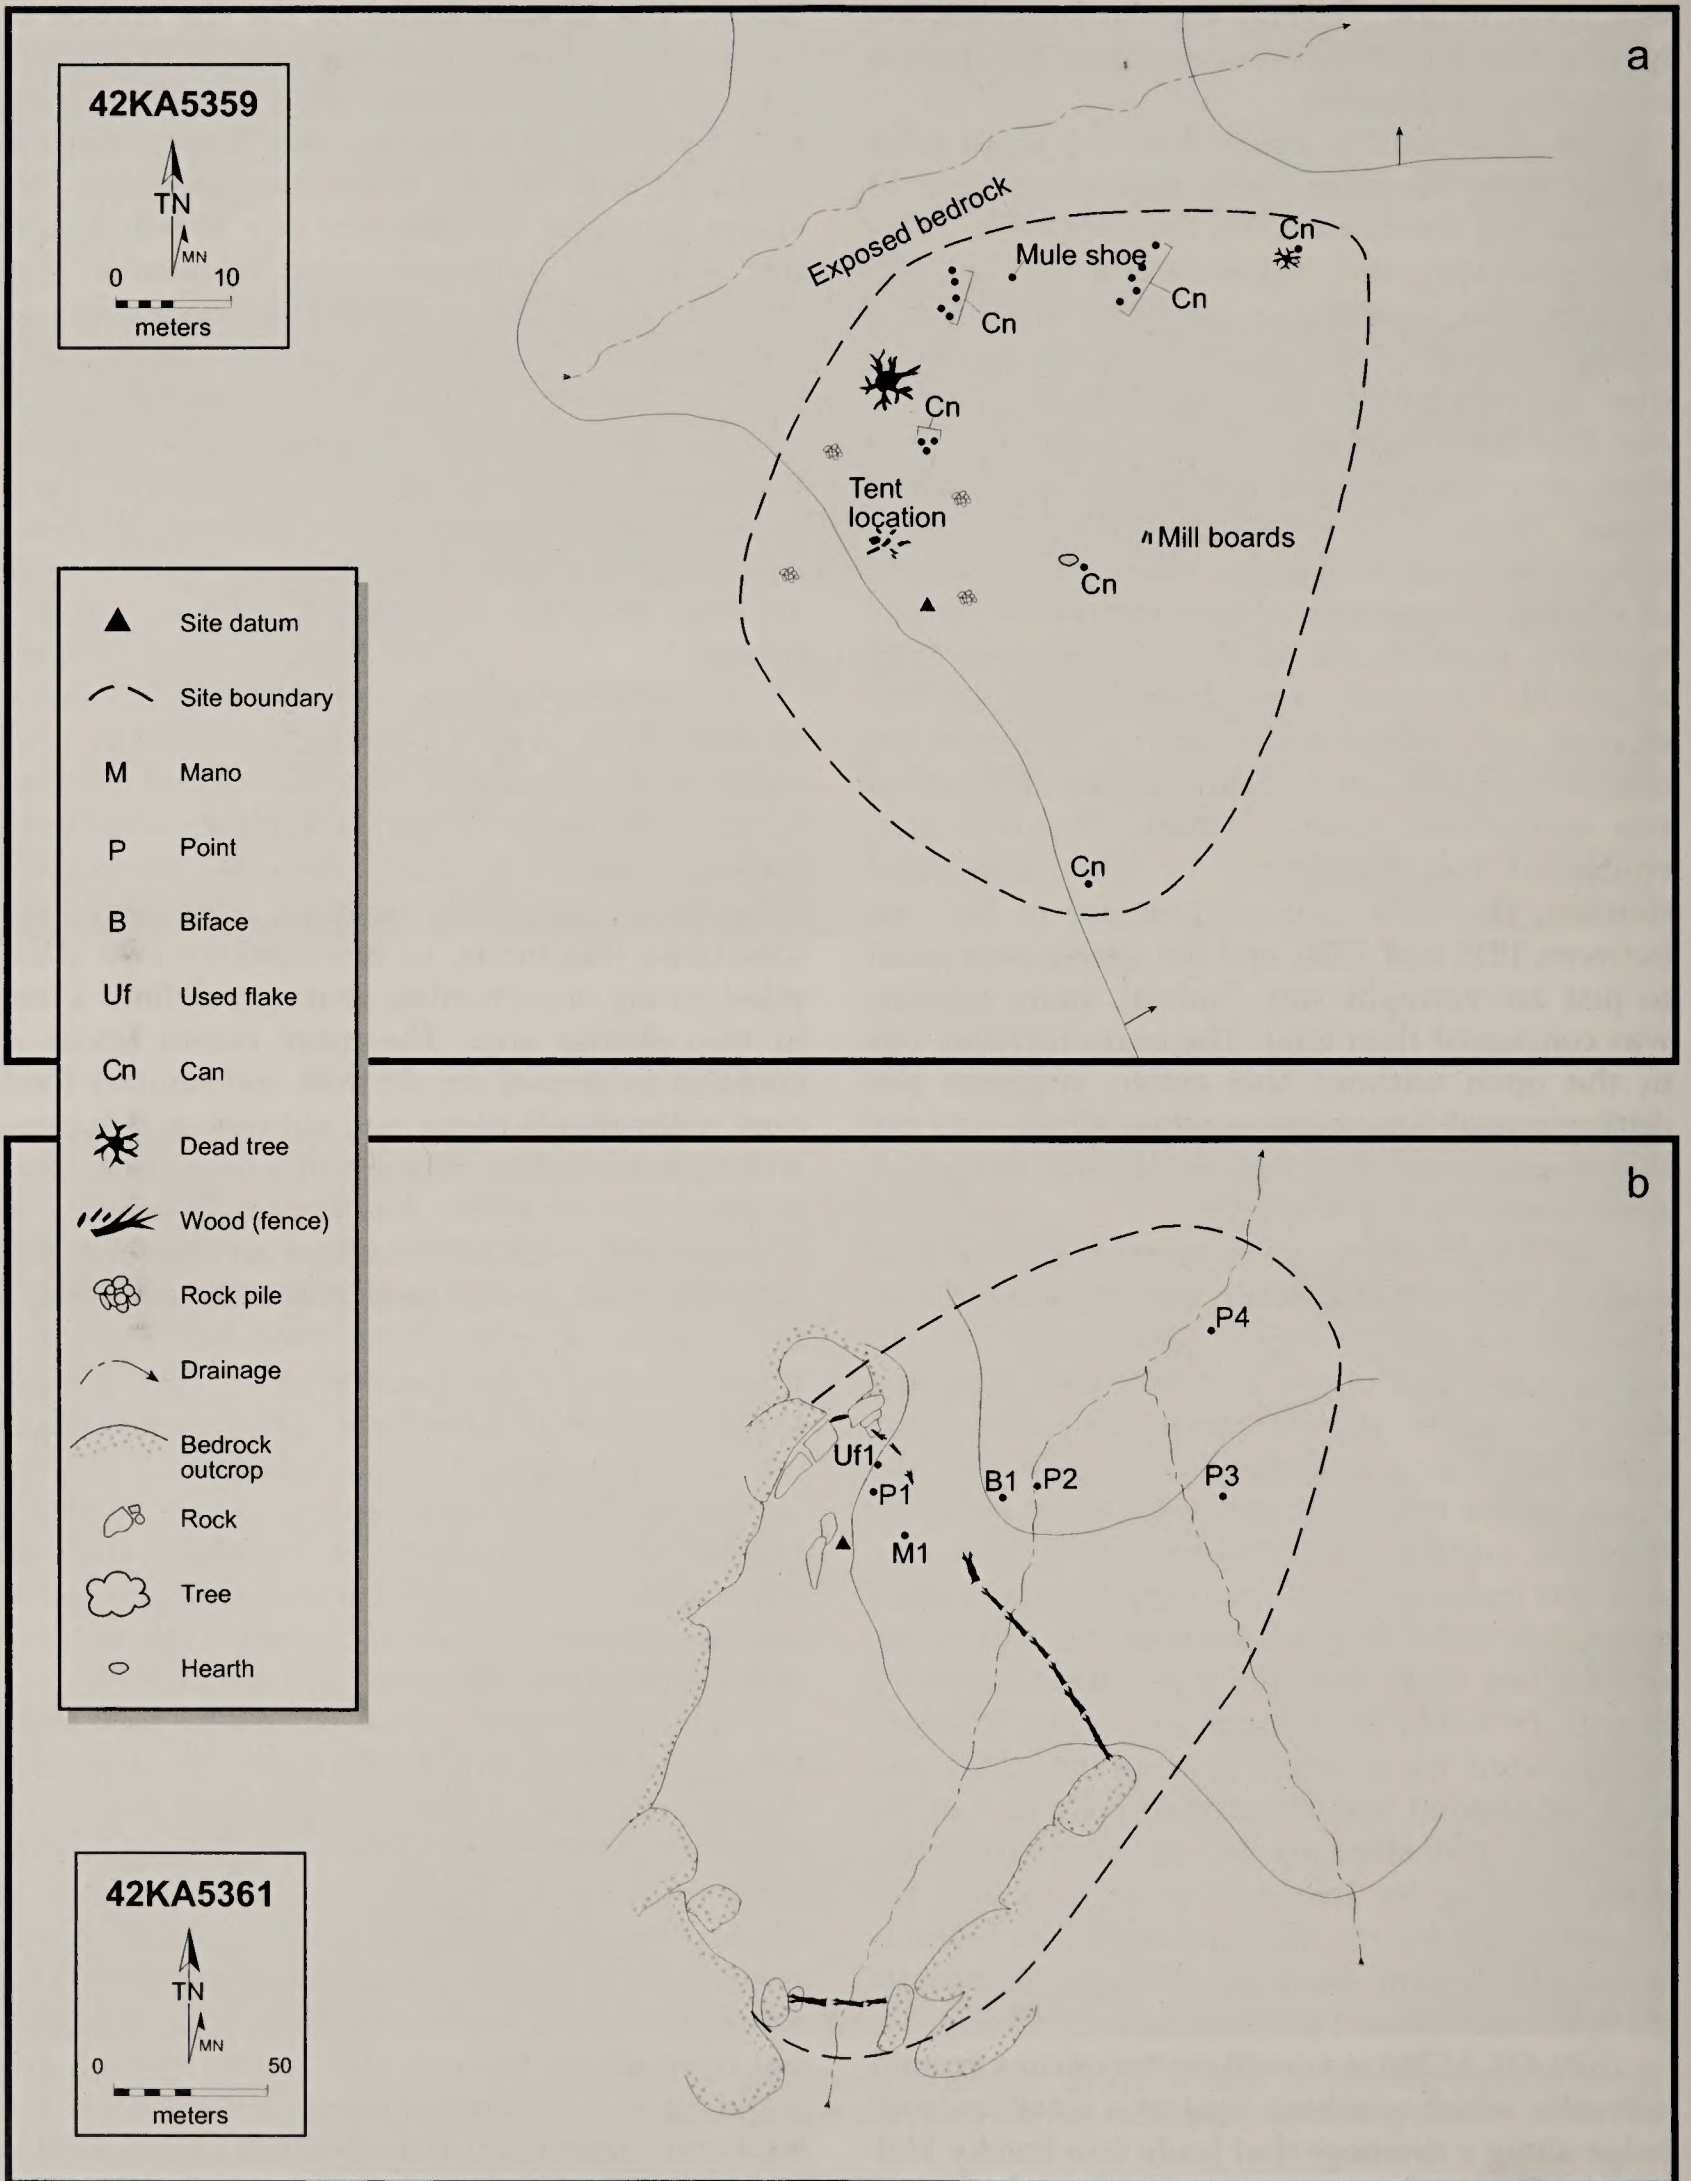 a
42KA5359
TN
MN
0 10
meters
Exposed bedrock
Mule shoe
Cn
Cn
Cn
Cn
Tent
location
Mill boards
Cn
Cn
Site datum
Site boundary
M Mano
P Point
B Biface
Uf Used flake
Cn Can
Dead tree
Wood (fence)
Rock pile
Drainage
Bedrock
outcrop
Rock
Tree
Hearth
b
P4
Uf1
P1
B1
P2
P3
M1
42KA5361
TN
MN
0 50
meters